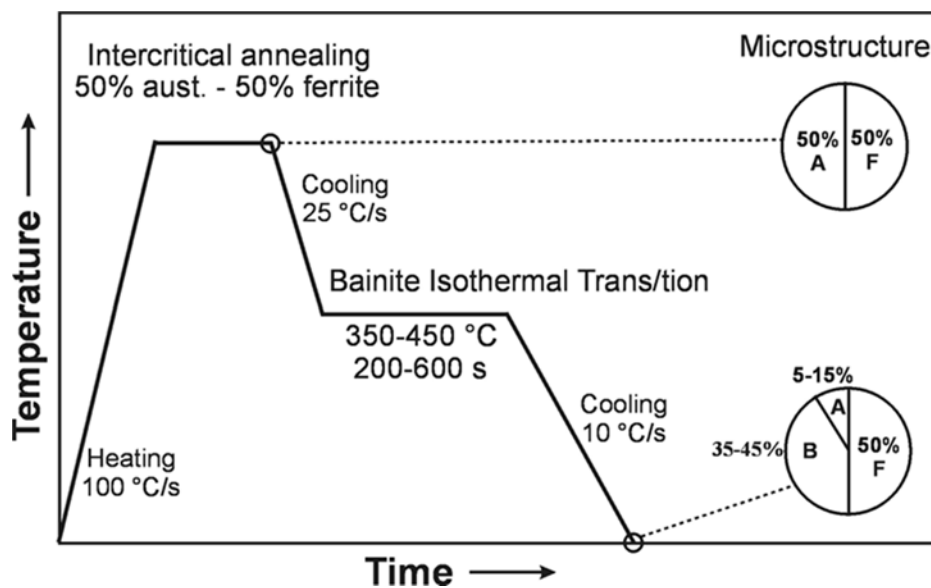 Intercritical annealing
50% aust. - 50% ferrite
Microstructure
50%
A
50%
F
Cooling
25 °C/s
Bainite Isothermal Trans/tion
350-450 °C
200-600 s
Heating
100 °C/s
Cooling
10 °C/s
5-15%
A
35-45%
B
50%
F
Temperature
Time